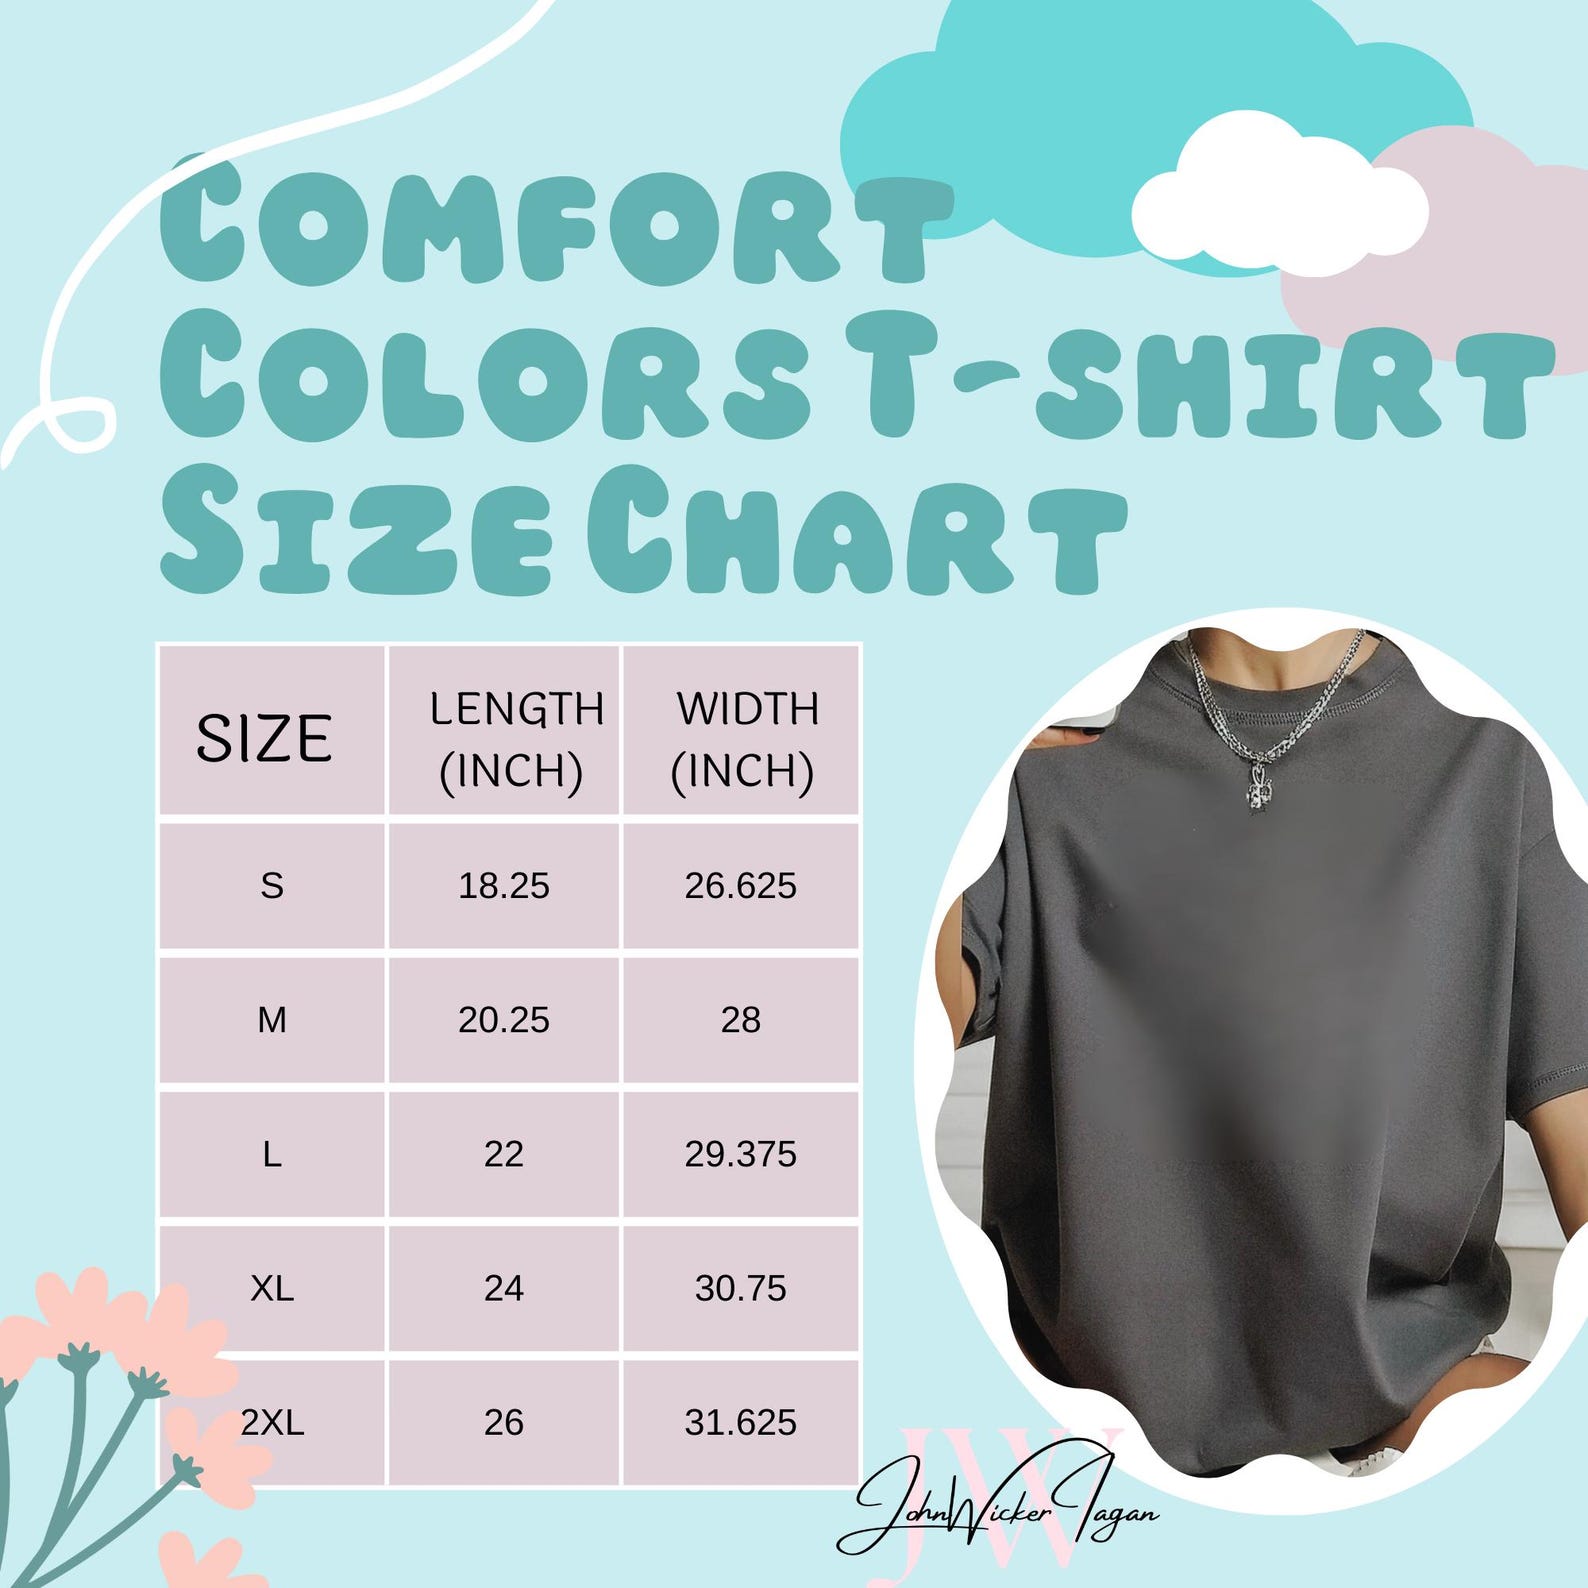 Comfort
Colors T-shirt
Size Chart
SIZE LENGTH (INCH) WIDTH (INCH)
S 18.25 26.625
M 20.25 28
L 22 29.375
XL 24 30.75
2XL 26 31.625
JW
JohnWicker Tagan